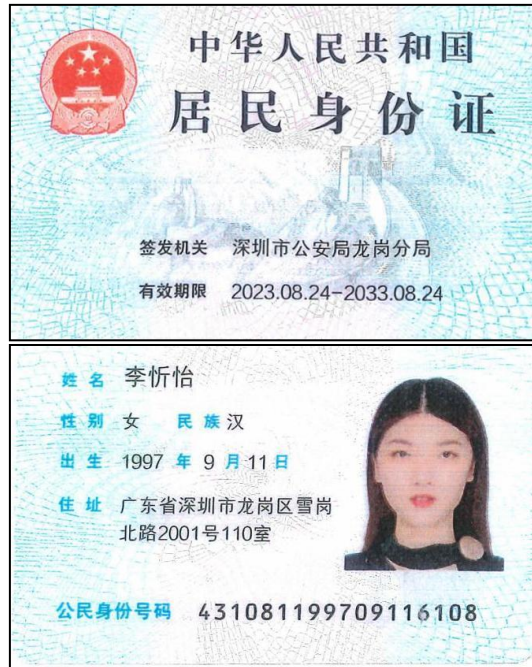 中华人民共和国
居民身份证
签发机关 深圳市公安局龙岗分局
有效期限 2023.08.24-2033.08.24
姓名 李忻怡
性别 女 民族 汉
出生 1997 年 9 月 11 日
住址 广东省深圳市龙岗区雪岗
北路2001号110室
公民身份号码 431081199709116108